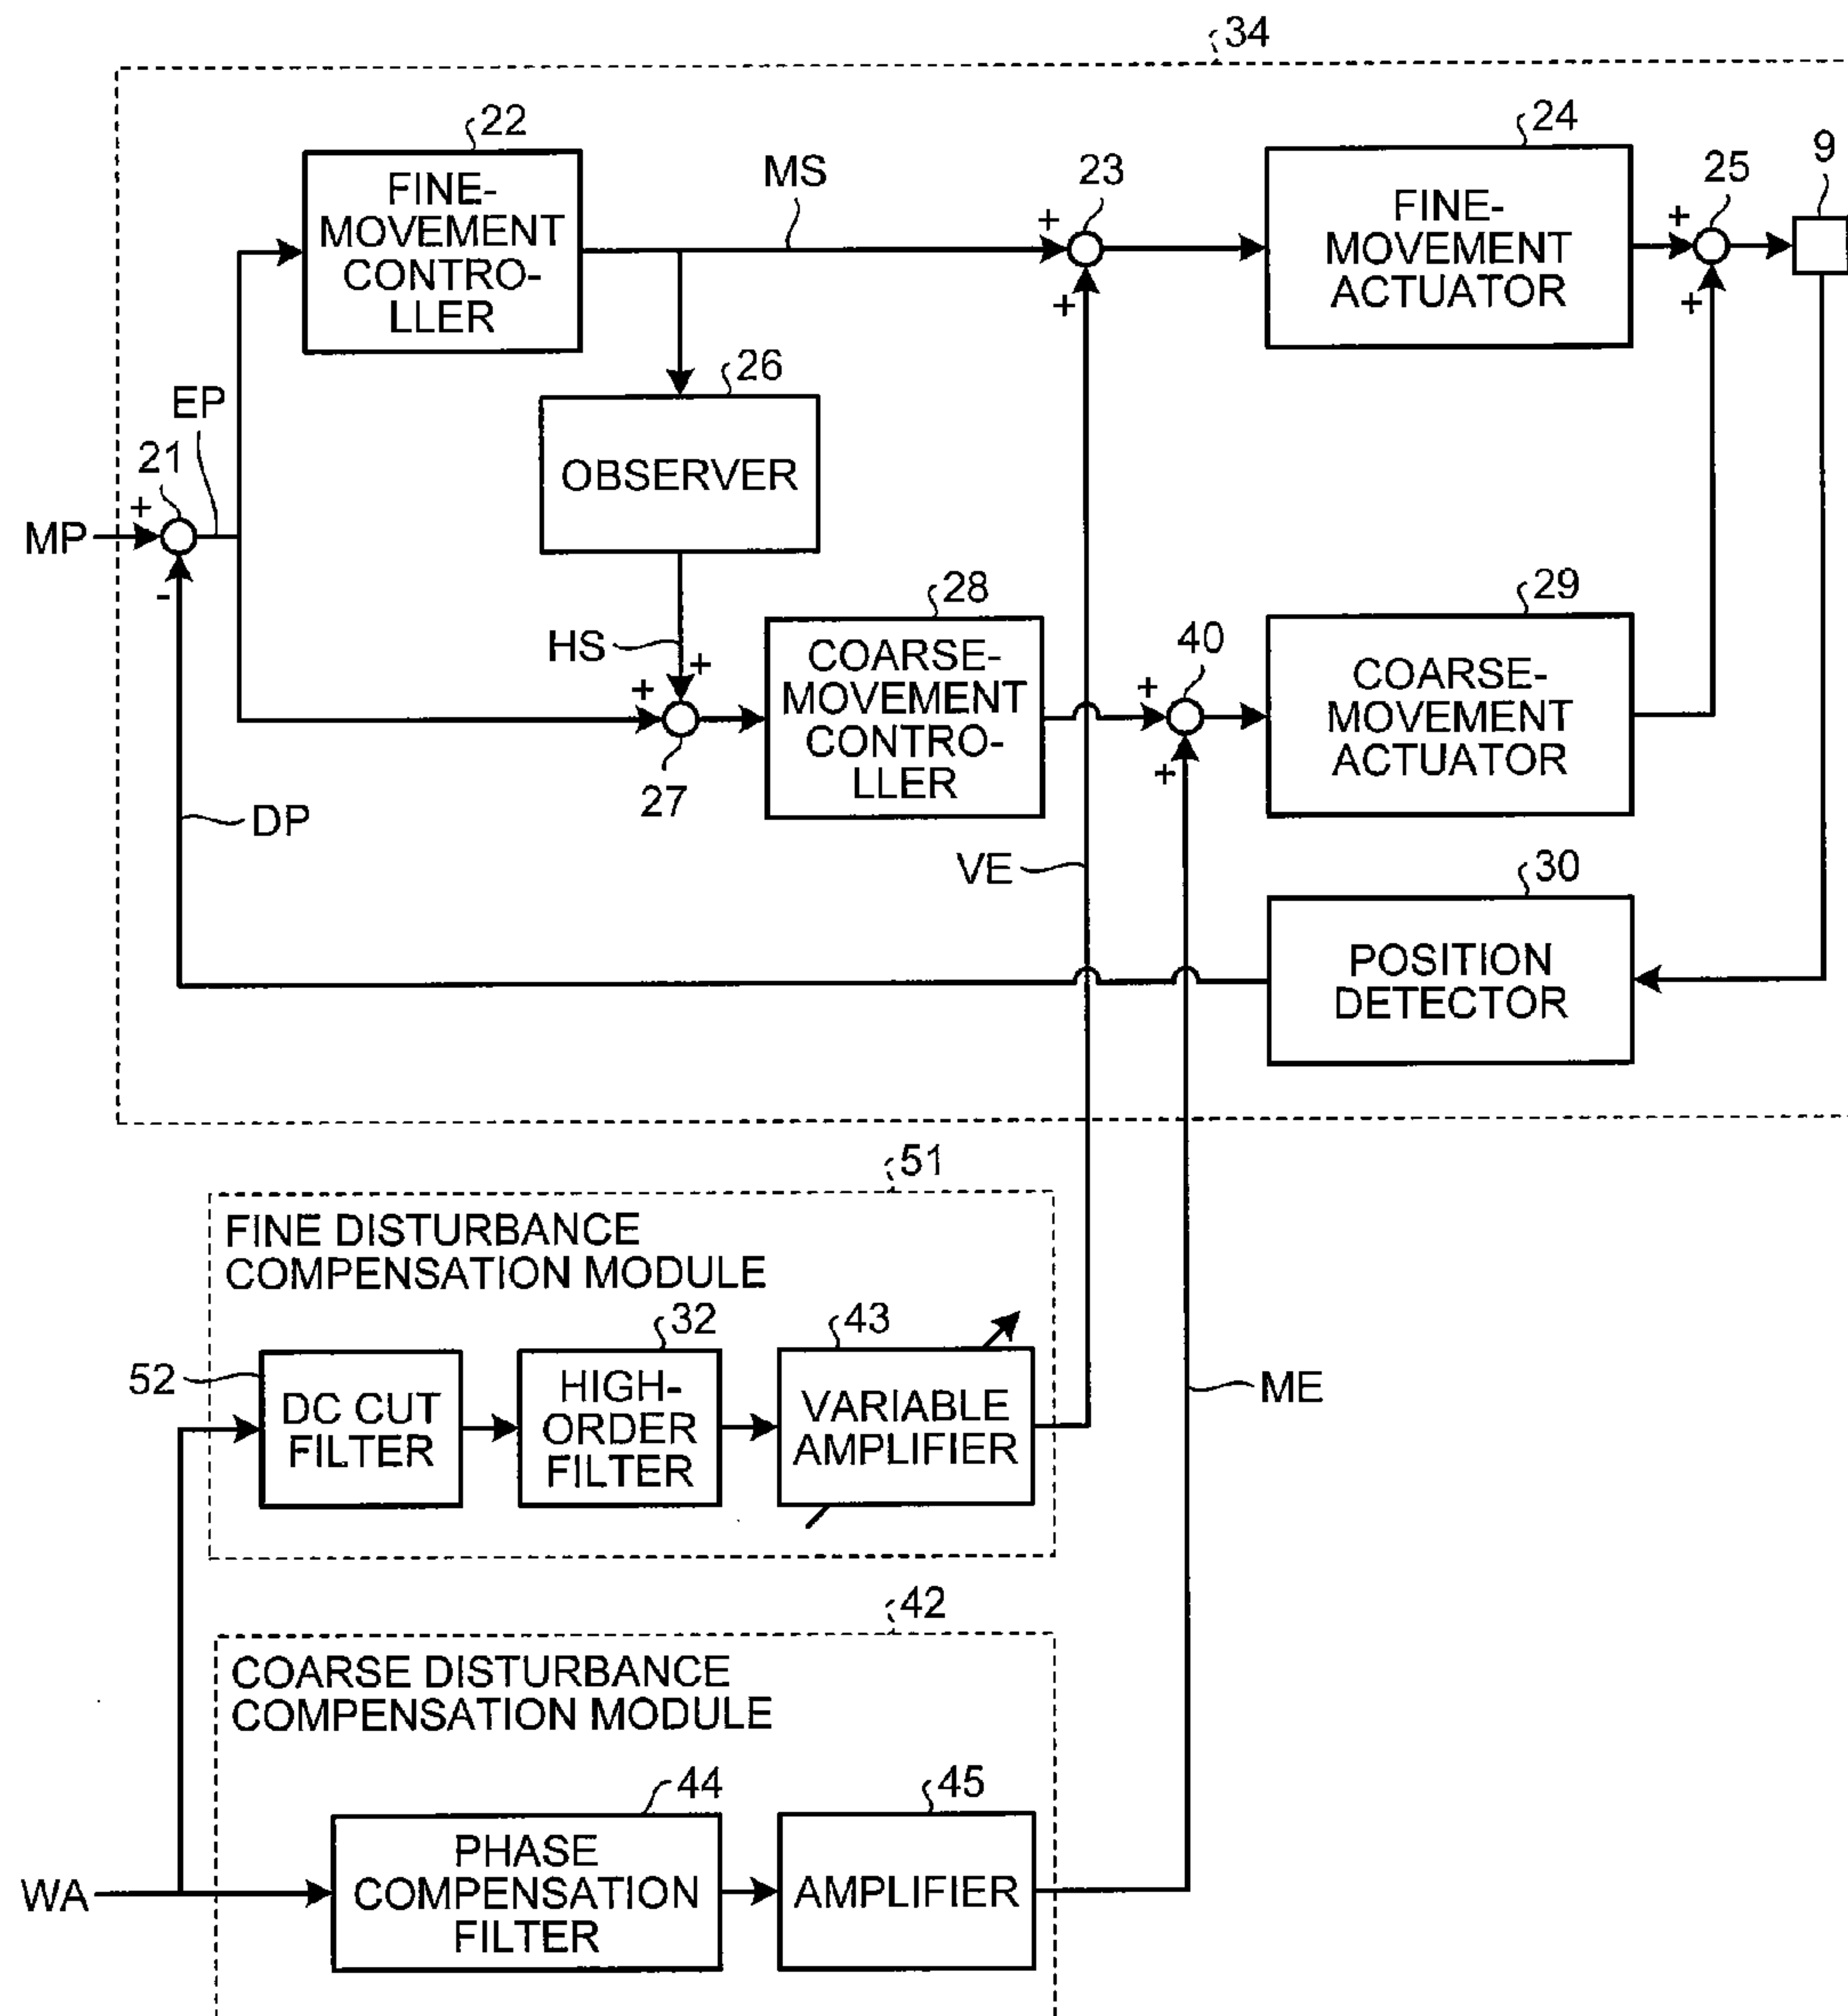 34
22
FINE-
MOVEMENT
CONTRO-
LLER
MS
+
23
+
24
FINE-
MOVEMENT
ACTUATOR
+
25
+
9
26
OBSERVER
EP
21
+
MP
-
HS
+
+
27
28
COARSE-
MOVEMENT
CONTRO-
LLER
+
40
+
29
COARSE-
MOVEMENT
ACTUATOR
DP
VE
30
POSITION
DETECTOR
51
FINE DISTURBANCE
COMPENSATION MODULE
52
DC CUT
FILTER
32
HIGH-
ORDER
FILTER
43
VARIABLE
AMPLIFIER
ME
42
COARSE DISTURBANCE
COMPENSATION MODULE
WA
44
PHASE
COMPENSATION
FILTER
45
AMPLIFIER